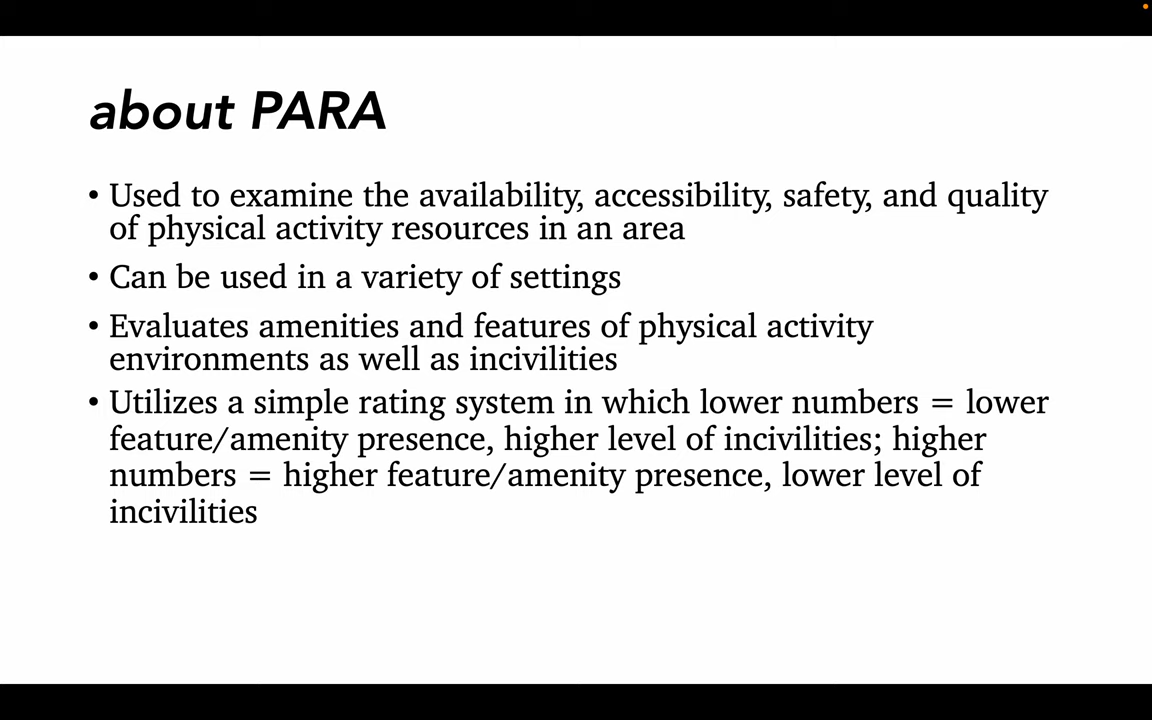 about PARA
• Used to examine the availability, accessibility, safety, and quality
of physical activity resources in an area
• Can be used in a variety of settings
• Evaluates amenities and features of physical activity
environments as well as incivilities
• Utilizes a simple rating system in which lower numbers = lower
feature/amenity presence, higher level of incivilities; higher
numbers = higher feature/amenity presence, lower level of
incivilities